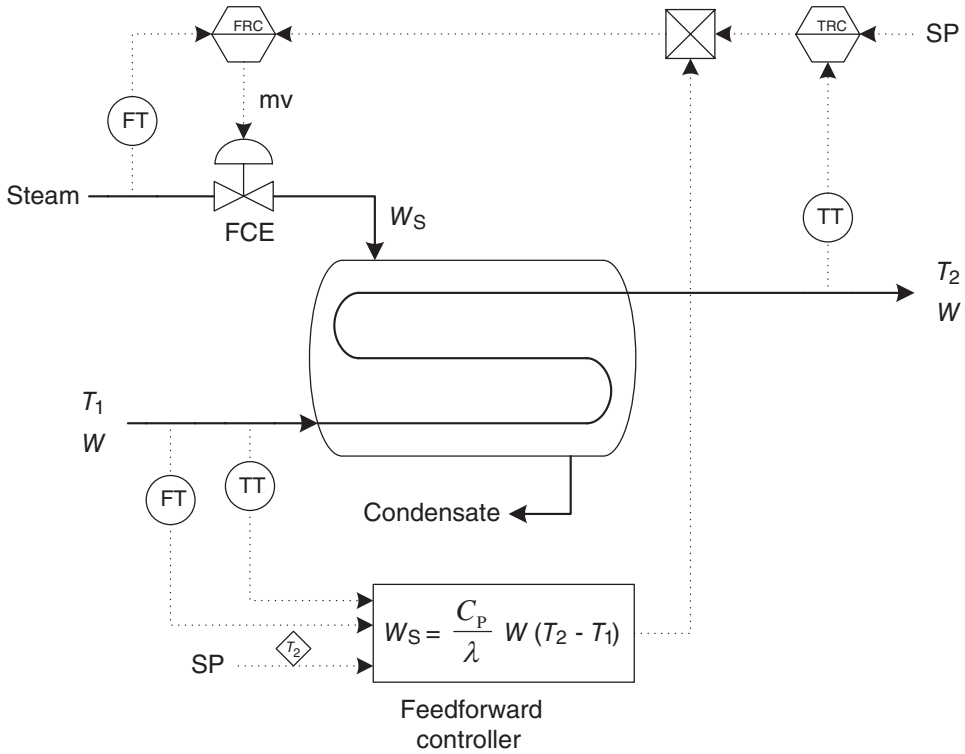 FRC
TRC
SP
FT
mv
Steam
FCE
W_S
TT
T_2
W
T_1
W
FT
TT
Condensate
W_S = C_P/λ W (T_2 - T_1)
SP
T_2
Feedforward
controller